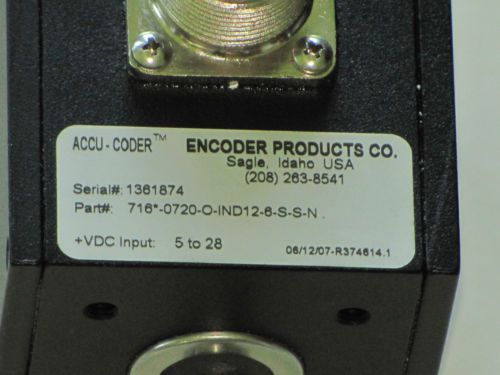 ACCU-CODER™ ENCODER PRODUCTS CO.
Sagle, Idaho USA
(208) 263-8541
Serial#: 1361874
Part#: 716*-0720-O-IND12-6-S-S-N .
+VDC Input: 5 to 28 06/12/07-R374614.1